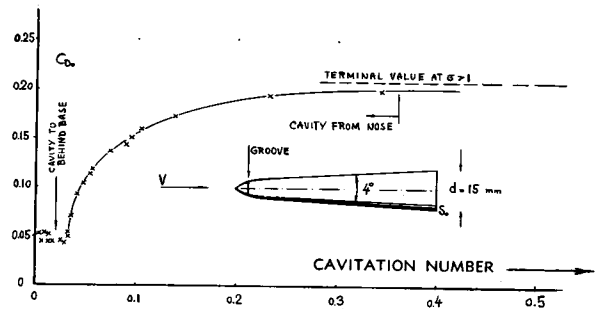 0.25
C_D•
TERMINAL VALUE AT σ > 1
0.20
CAVITY FROM NOSE
0.15
CAVITY TO
BEHIND BASE
GROOVE
V
4°
d = 15 mm
S•
0.10
0.05
CAVITATION NUMBER
0
0
0.1
0.2
0.3
0.4
0.5